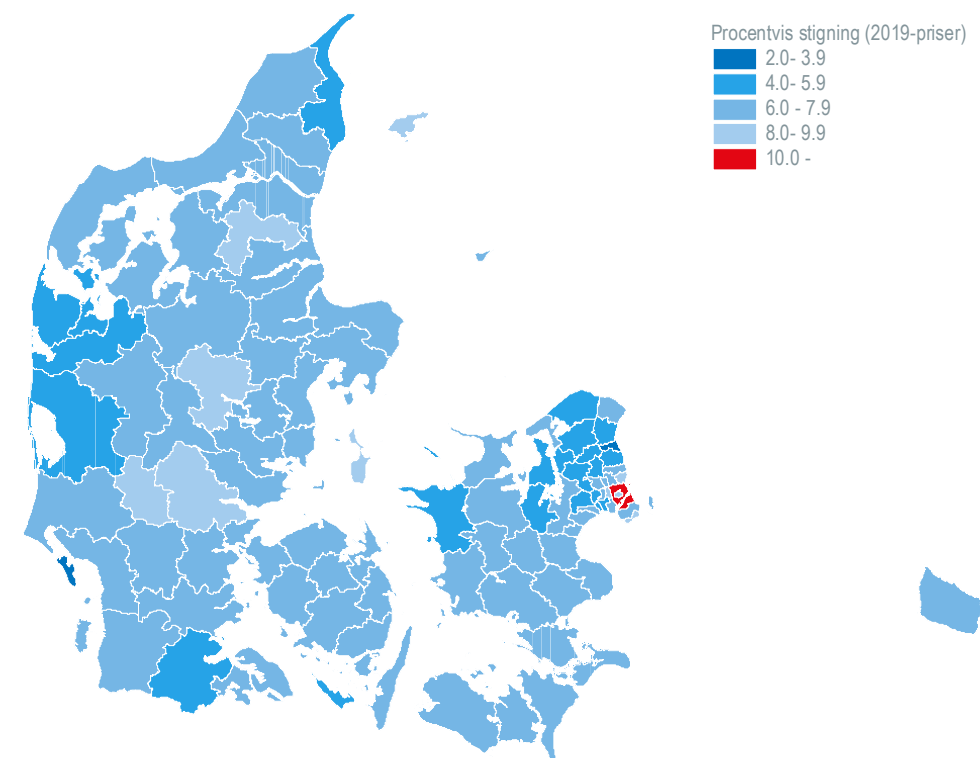 Procentvis stigning (2019-priser)
2.0- 3.9
4.0- 5.9
6.0 - 7.9
8.0- 9.9
10.0 -